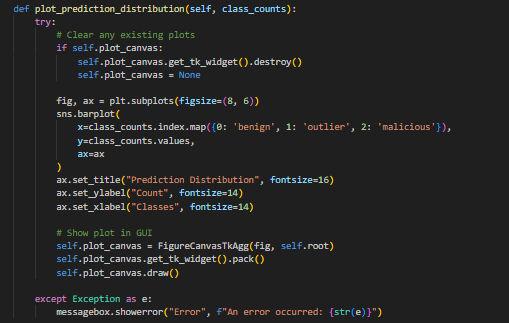 def plot_prediction_distribution(self, class_counts):
    try:
        # Clear any existing plots
        if self.plot_canvas:
            self.plot_canvas.get_tk_widget().destroy()
            self.plot_canvas = None

        fig, ax = plt.subplots(figsize=(8, 6))
        sns.barplot(
            x=class_counts.index.map({0: 'benign', 1: 'outlier', 2: 'malicious'}),
            y=class_counts.values,
            ax=ax
        )
        ax.set_title("Prediction Distribution", fontsize=16)
        ax.set_ylabel("Count", fontsize=14)
        ax.set_xlabel("Classes", fontsize=14)

        # Show plot in GUI
        self.plot_canvas = FigureCanvasTkAgg(fig, self.root)
        self.plot_canvas.get_tk_widget().pack()
        self.plot_canvas.draw()

    except Exception as e:
        messagebox.showerror("Error", f"An error occurred: {str(e)}")